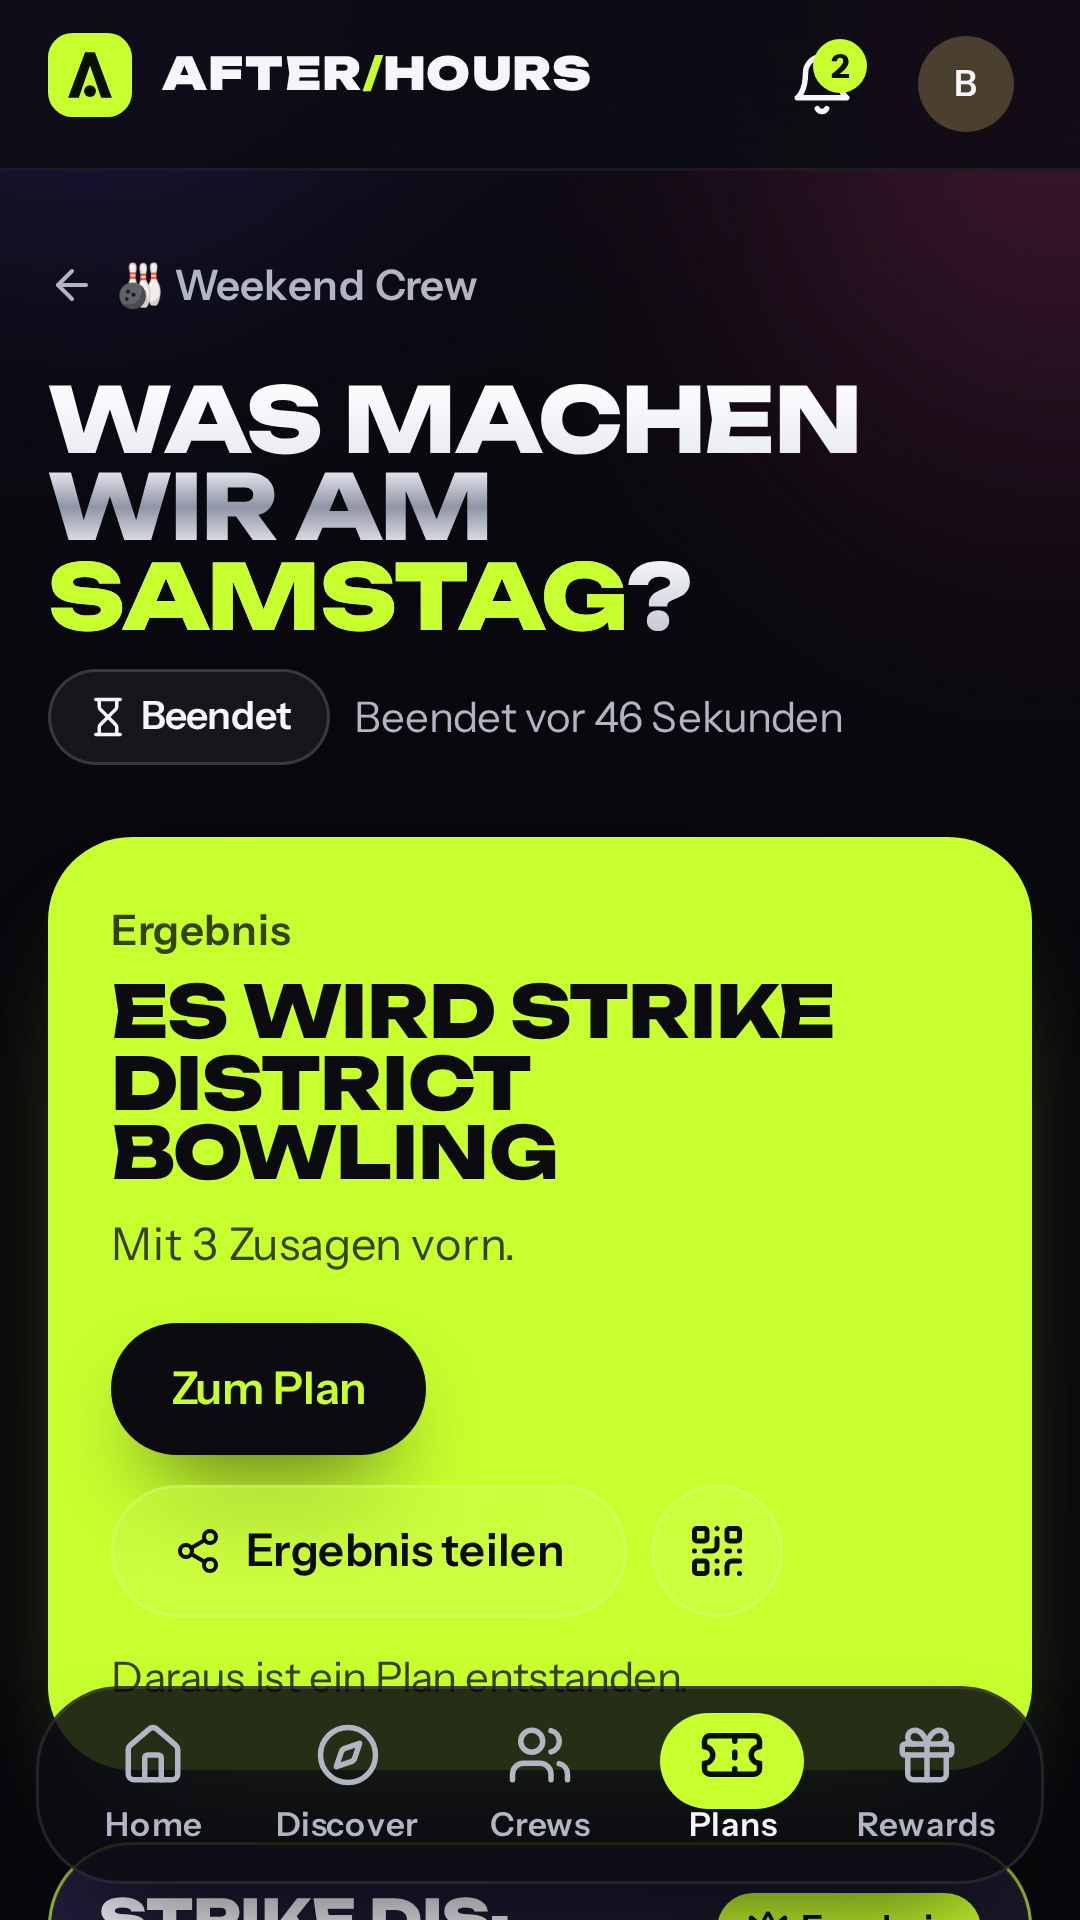 AFTER/HOURS
2
B
Weekend Crew
WAS MACHEN
WIR AM
SAMSTAG?
Beendet
Beendet vor 46 Sekunden
Ergebnis
ES WIRD STRIKE
DISTRICT
BOWLING
Mit 3 Zusagen vorn.
Zum Plan
Ergebnis teilen
Daraus ist ein Plan entstanden.
Home
Discover
Crews
Plans
Rewards
STRIKE DIS-